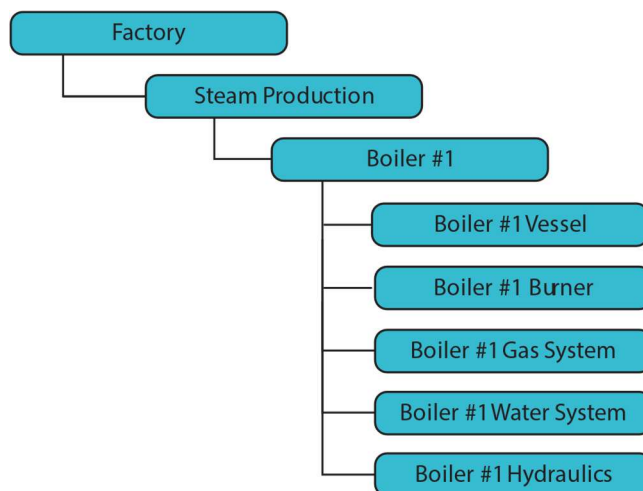 Factory
Steam Production
Boiler #1
Boiler #1 Vessel
Boiler #1 Burner
Boiler #1 Gas System
Boiler #1 Water System
Boiler #1 Hydraulics